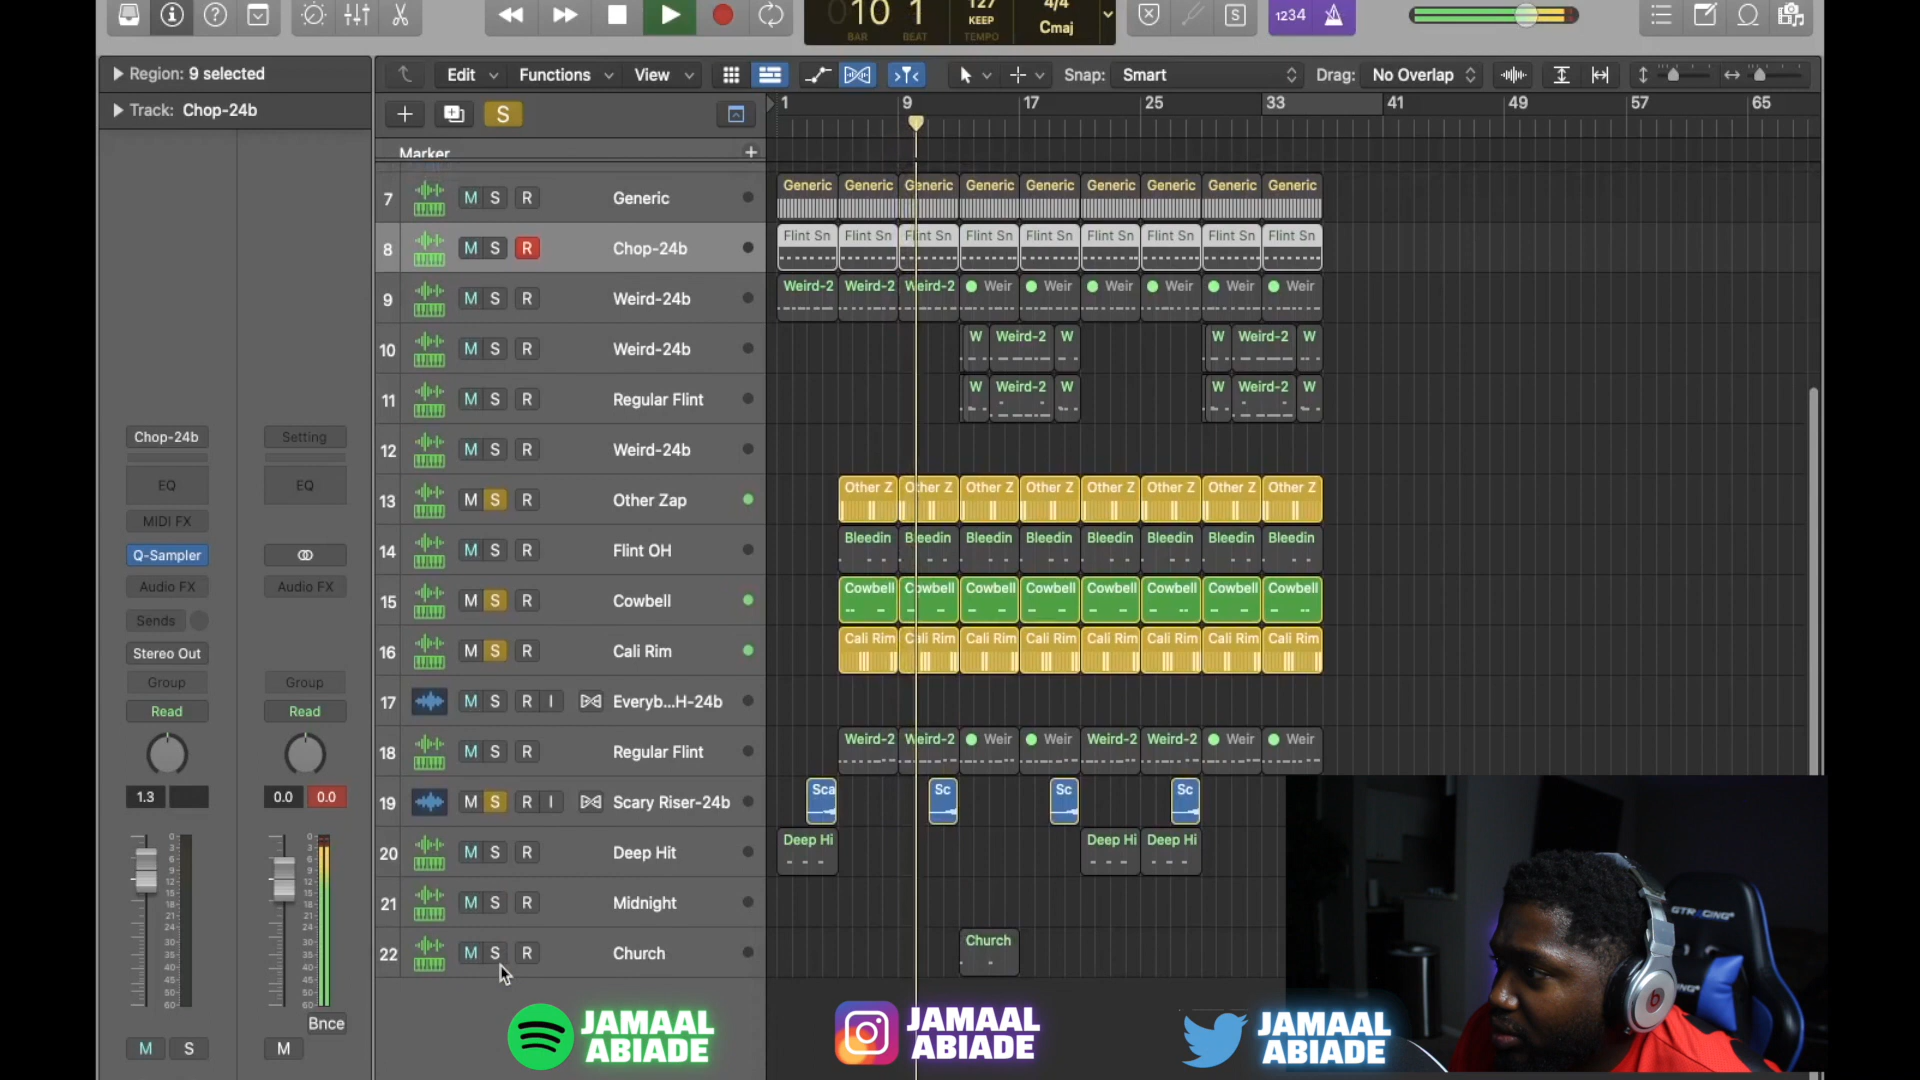 1234
10 1
BAR BEAT
127
KEEP
TEMPO
4/4
Cmaj
S
Region: 9 selected
Track: Chop-24b
Edit Functions View Snap: Smart Drag: No Overlap
S
1 9 17 25 33 41 49 57 65
Marker
7 M S R Generic
Generic Generic Generic Generic Generic Generic Generic Generic Generic
8 M S R Chop-24b
Flint Sn Flint Sn Flint Sn Flint Sn Flint Sn Flint Sn Flint Sn Flint Sn Flint Sn
9 M S R Weird-24b
Weird-2 Weird-2 Weird-2 Weir Weir Weir Weir Weir Weir
10 M S R Weird-24b
W Weird-2 W W Weird-2 W
11 M S R Regular Flint
W Weird-2 W W Weird-2 W
12 M S R Weird-24b
13 M S R Other Zap
Other Z Other Z Other Z Other Z Other Z Other Z Other Z Other Z
14 M S R Flint OH
Bleedin Bleedin Bleedin Bleedin Bleedin Bleedin Bleedin Bleedin
15 M S R Cowbell
Cowbell Cowbell Cowbell Cowbell Cowbell Cowbell Cowbell Cowbell
16 M S R Cali Rim
Cali Rim Cali Rim Cali Rim Cali Rim Cali Rim Cali Rim Cali Rim Cali Rim
17 M S R I Everyb...H-24b
18 M S R Regular Flint
Weird-2 Weird-2 Weir Weir Weird-2 Weird-2 Weir Weir
19 M S R I Scary Riser-24b
Sca Sc Sc Sc
20 M S R Deep Hit
Deep Hi Deep Hi Deep Hi
21 M S R Midnight
22 M S R Church
Church
Chop-24b Setting
EQ EQ
MIDI FX
Q-Sampler
Audio FX Audio FX
Sends
Stereo Out
Group Group
Read Read
1.3 0.0 0.0
Bnce
M S M
JAMAAL
ABIADE
JAMAAL
ABIADE
JAMAAL
ABIADE
GTRACING